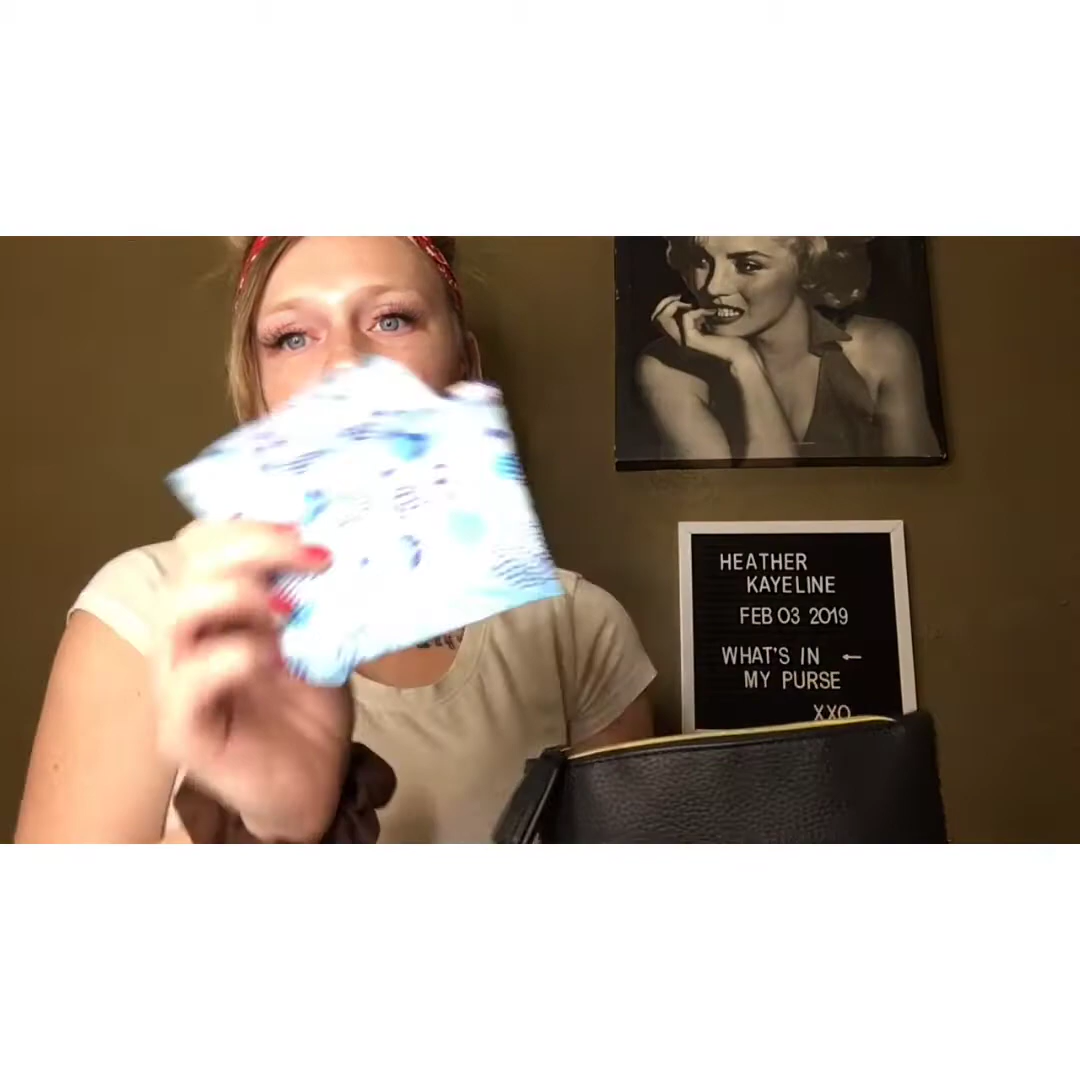 HEATHER
KAYELINE
FEB 03 2019
WHAT'S IN ←
MY PURSE
XXO